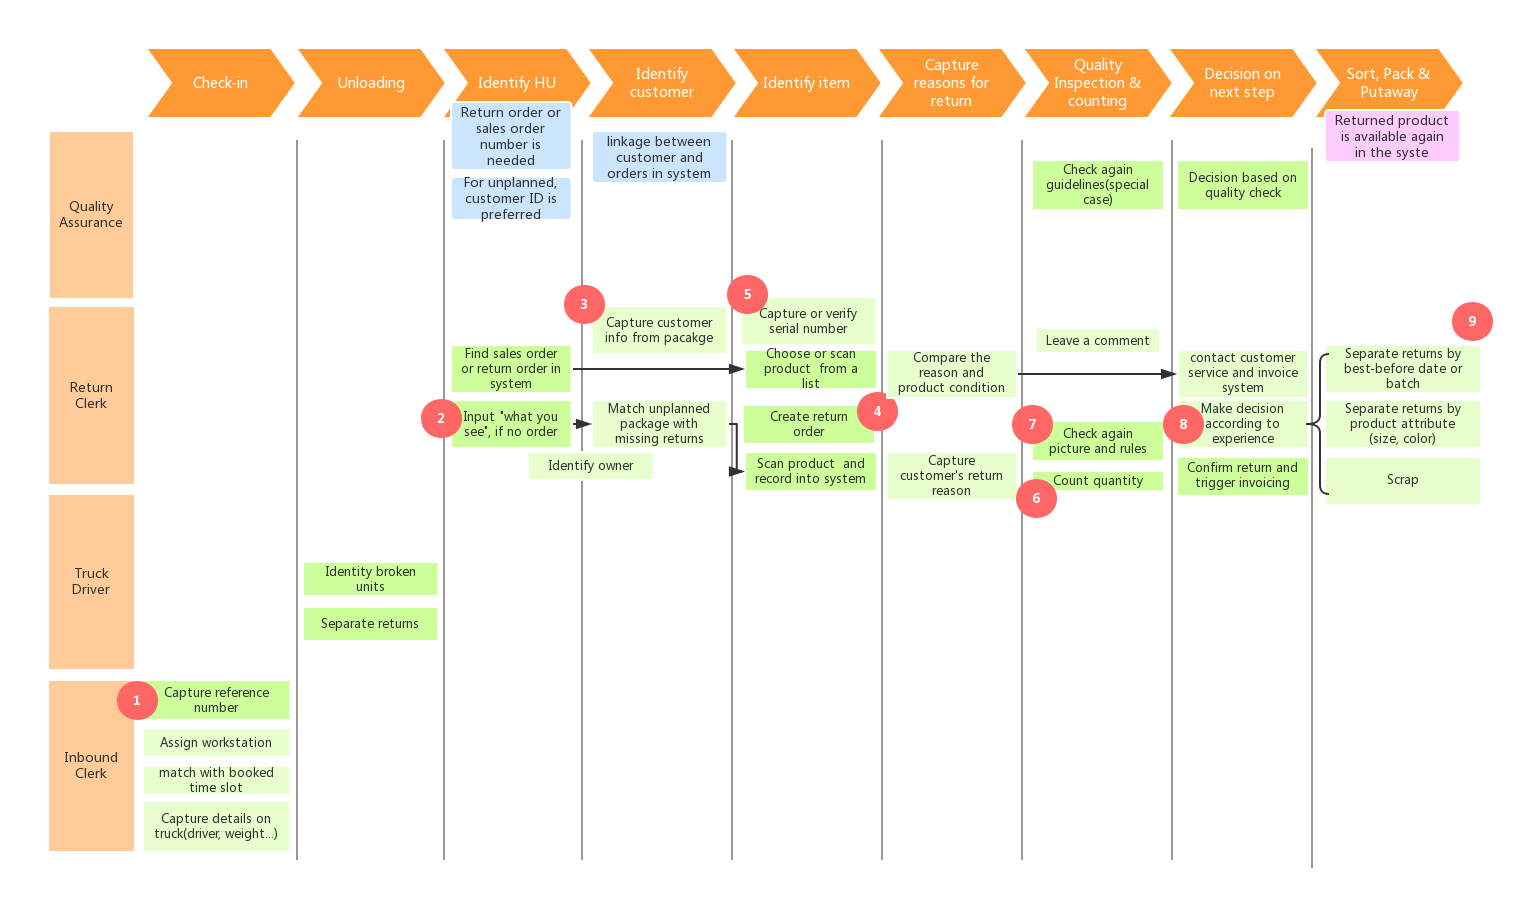 Check-in
Unloading
Identify HU
Identify
customer
Identify item
Capture
reasons for
return
Quality
Inspection &
counting
Decision on
next step
Sort, Pack &
Putaway
Quality
Assurance
Return order or
sales order
number is
needed
For unplanned,
customer ID is
preferred
linkage between
customer and
orders in system
Check again
guidelines(special
case)
Decision based on
quality check
Returned product
is available again
in the syste
Return
Clerk
Find sales order
or return order in
system
2
Input "what you
see", if no order
3
Capture customer
info from pacakge
Match unplanned
package with
missing returns
Identify owner
5
Capture or verify
serial number
Choose or scan
product from a
list
4
Create return
order
Scan product and
record into system
Compare the
reason and
product condition
Capture
customer's return
reason
Leave a comment
7
Check again
picture and rules
6
Count quantity
contact customer
service and invoice
system
8
Make decision
according to
experience
Confirm return and
trigger invoicing
9
Separate returns by
best-before date or
batch
Separate returns by
product attribute
(size, color)
Scrap
Truck
Driver
Identity broken
units
Separate returns
Inbound
Clerk
1
Capture reference
number
Assign workstation
match with booked
time slot
Capture details on
truck(driver, weight...)